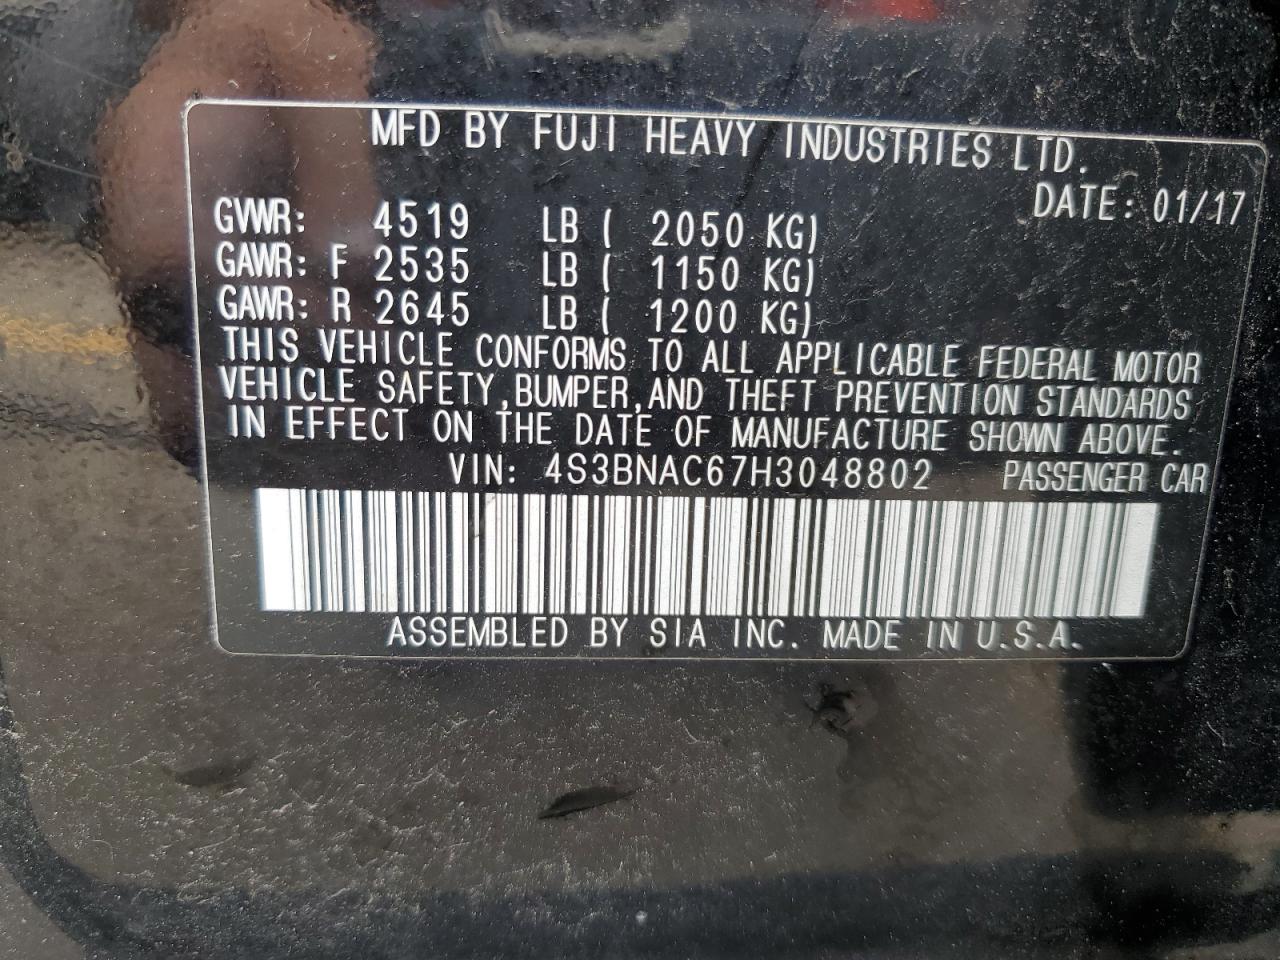 MFD BY FUJI HEAVY INDUSTRIES LTD.
DATE: 01/17
GVWR: 4519 LB ( 2050 KG)
GAWR: F 2535 LB ( 1150 KG)
GAWR: R 2645 LB ( 1200 KG)
THIS VEHICLE CONFORMS TO ALL APPLICABLE FEDERAL MOTOR
VEHICLE SAFETY, BUMPER, AND THEFT PREVENTION STANDARDS
IN EFFECT ON THE DATE OF MANUFACTURE SHOWN ABOVE.
VIN: 4S3BNAC67H3048802 PASSENGER CAR
ASSEMBLED BY SIA INC. MADE IN U.S.A.